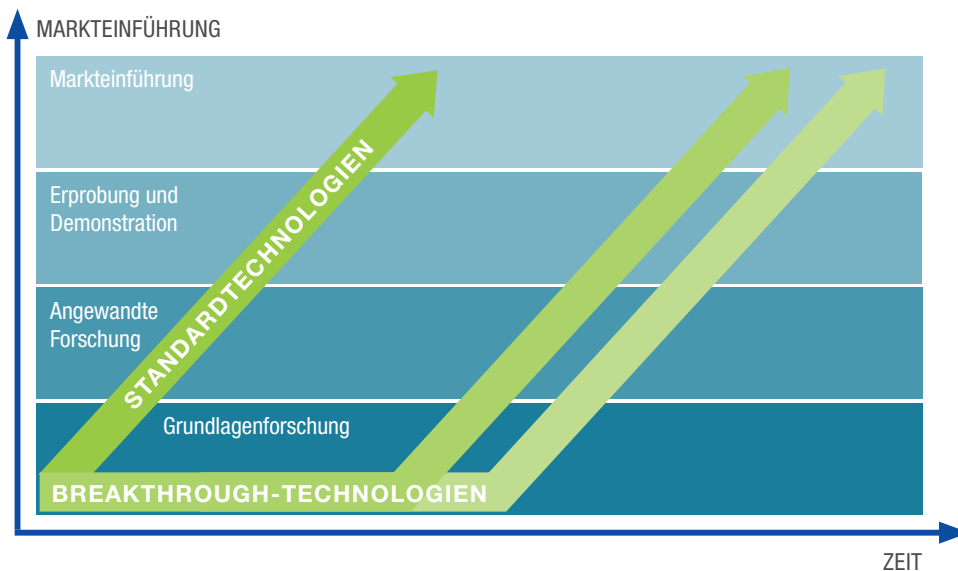 MARKTEINFÜHRUNG
Markteinführung
Erprobung und
Demonstration
Angewandte
Forschung
STANDARDTECHNOLOGIEN
Grundlagenforschung
BREAKTHROUGH-TECHNOLOGIEN
ZEIT